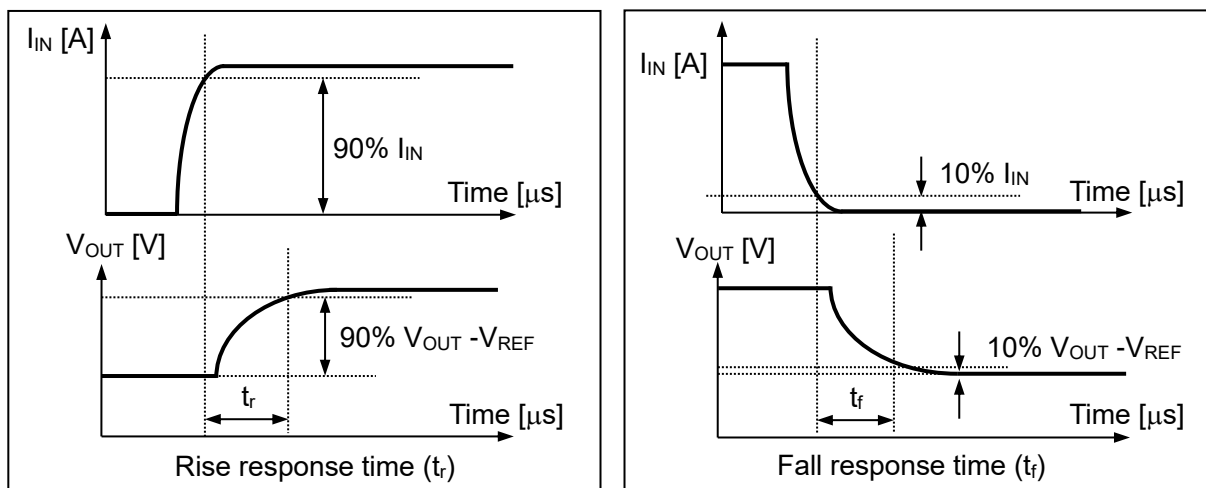 I_IN [A]
90% I_IN
Time [μs]
V_OUT [V]
90% V_OUT -V_REF
t_r
Time [μs]
Rise response time (t_r)
I_IN [A]
10% I_IN
Time [μs]
V_OUT [V]
10% V_OUT -V_REF
t_f
Time [μs]
Fall response time (t_f)